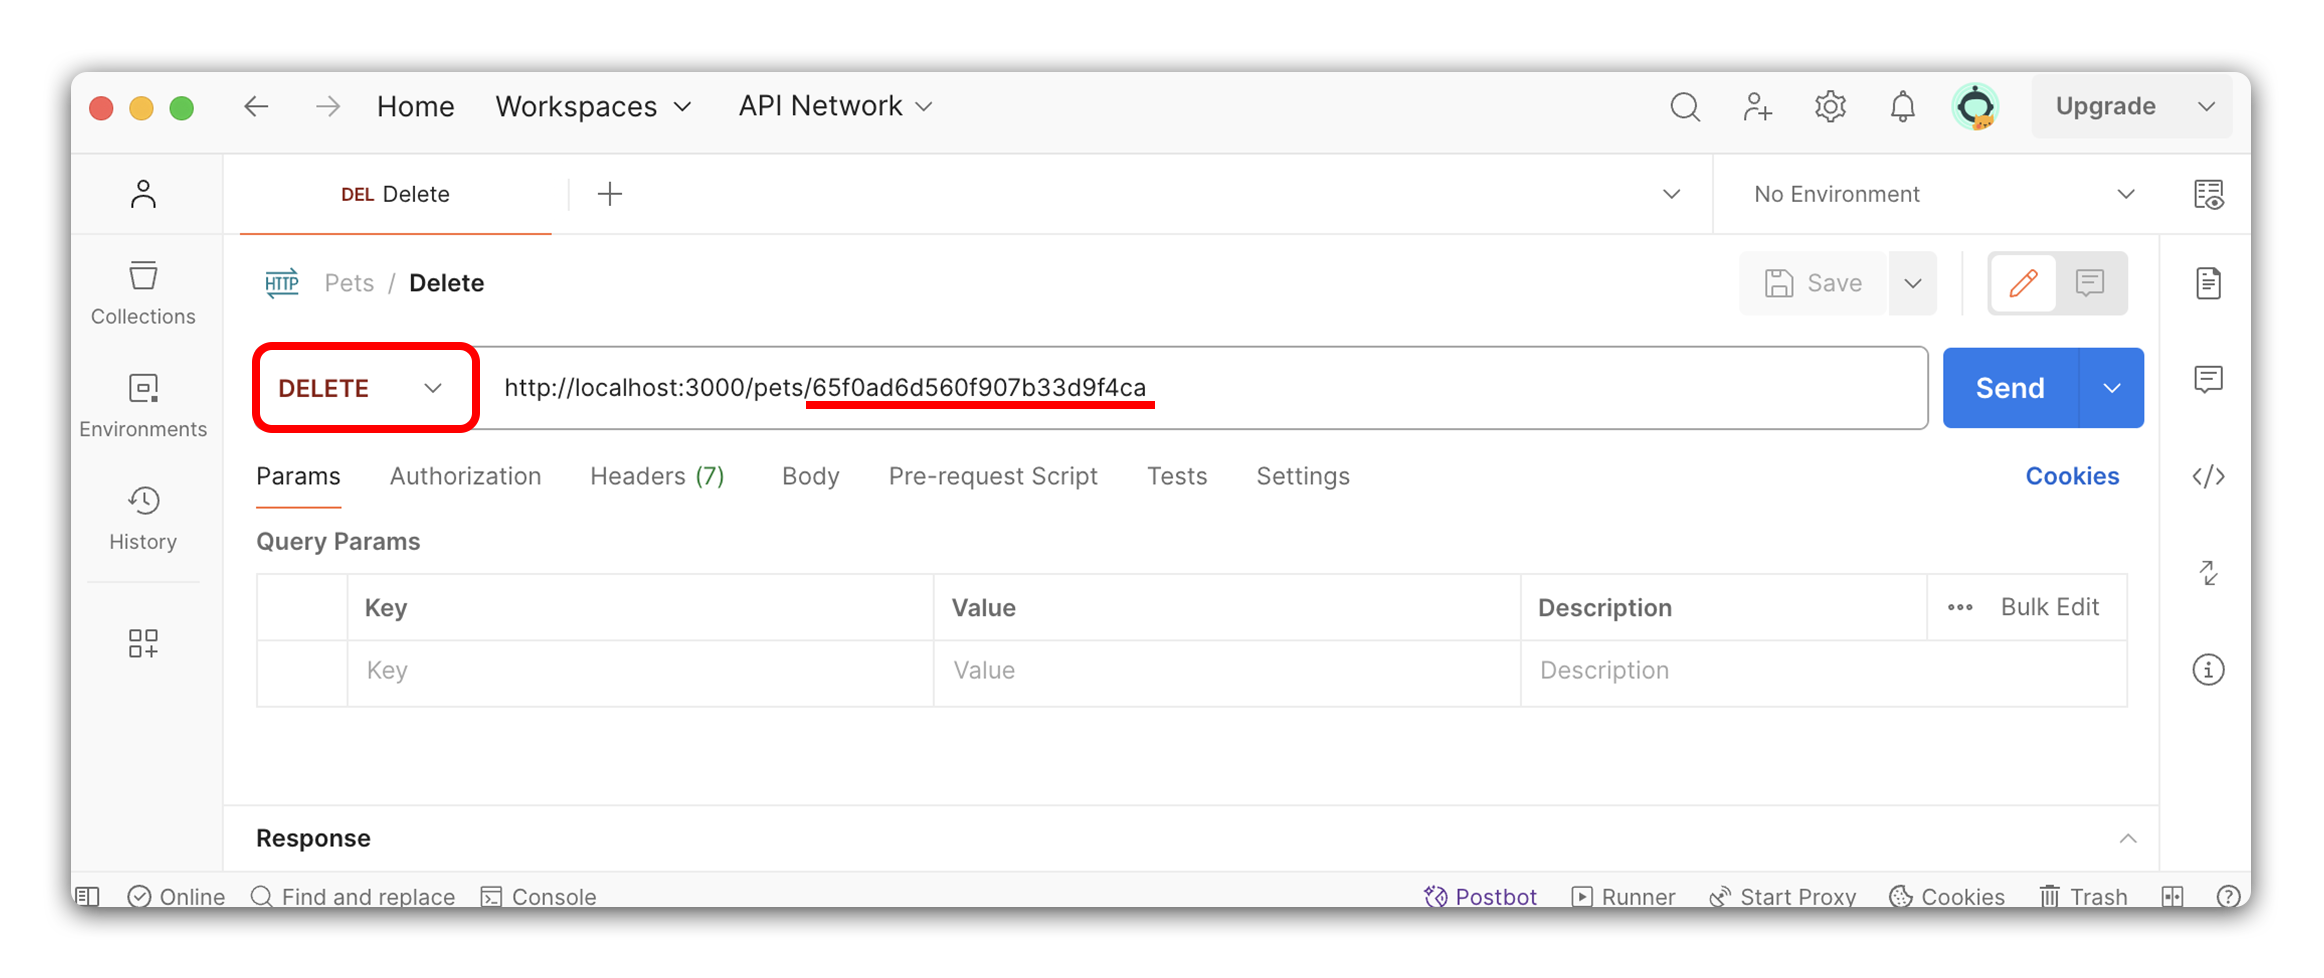 Home Workspaces API Network Upgrade
DEL Delete No Environment
HTTP Pets / Delete Save
Collections
DELETE http://localhost:3000/pets/65f0ad6d560f907b33d9f4ca Send
Environments
Params Authorization Headers (7) Body Pre-request Script Tests Settings Cookies
History
Query Params
Key Value Description Bulk Edit
Key Value Description
Response
Online Find and replace Console Postbot Runner Start Proxy Cookies Trash